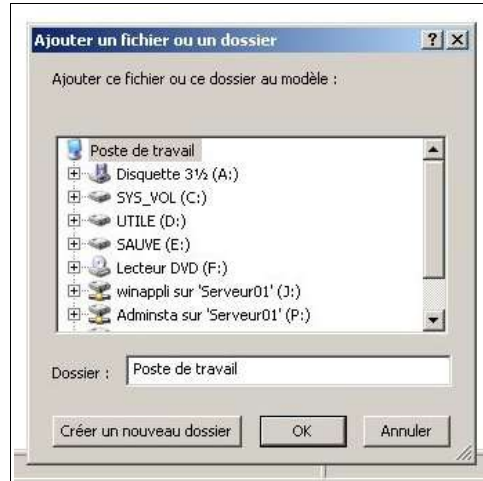 Ajouter un fichier ou un dossier
Ajouter ce fichier ou ce dossier au modèle :
Poste de travail
Disquette 3½ (A:)
SYS_VOL (C:)
UTILE (D:)
SAUVE (E:)
Lecteur DVD (F:)
winappli sur 'Serveur01' (J:)
Adminsta sur 'Serveur01' (P:)
Dossier : Poste de travail
Créer un nouveau dossier OK Annuler